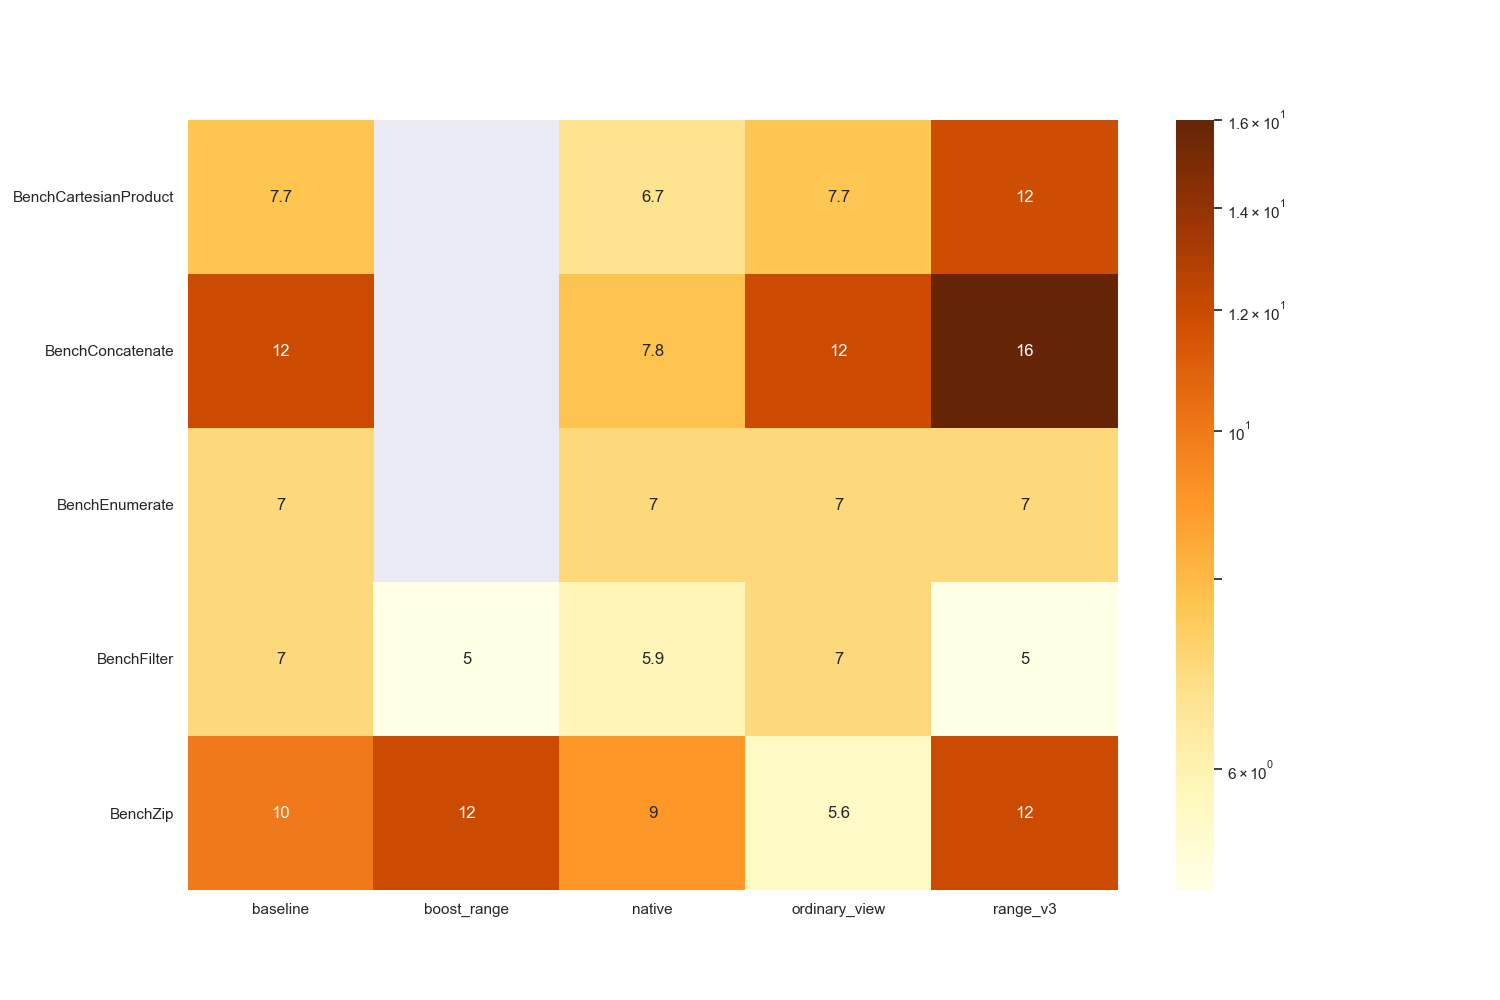 BenchCartesianProduct 7.7 6.7 7.7 12
BenchConcatenate 12 7.8 12 16
BenchEnumerate 7 7 7 7
BenchFilter 7 5 5.9 7 5
BenchZip 10 12 9 5.6 12
baseline boost_range native ordinary_view range_v3
1.6 × 10¹
1.4 × 10¹
1.2 × 10¹
10¹
6 × 10⁰